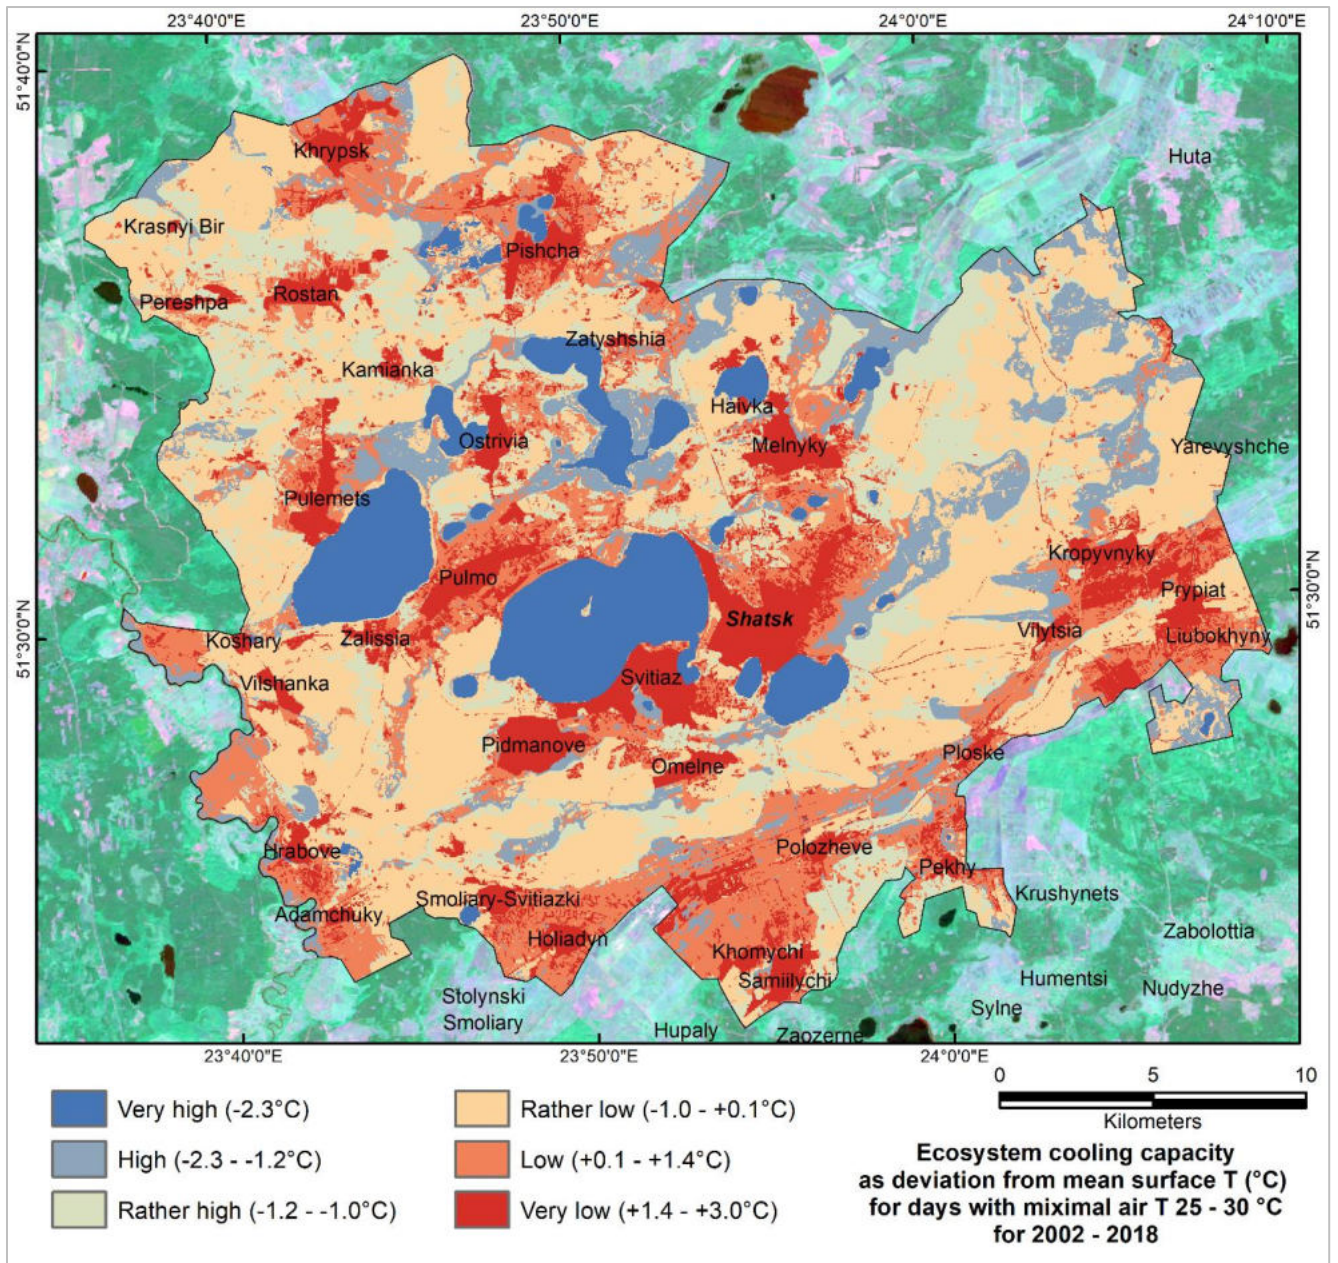 23°40'0"E 23°50'0"E 24°0'0"E 24°10'0"E
51°40'0"N
Huta
Khrypsk
Krasnyi Bir
Pishcha
Pereshpa
Rostan
Zatyshshia
Kamianka
Haivka
Ostrivia
Melnyky
Yarevyshche
Pulemets
Kropyvnyky
Pulmo
Prypiat
51°30'0"N
Shatsk
Vilytsia
Liubokhyny
51°30'0"N
Koshary
Zalissia
Svitiaz
Vilshanka
Pidmanove
Ploske
Omelne
Polozheve
Hrabove
Pekhy
Krushynets
Smoliary-Svitiazki
Adamchuky
Zabolottia
Holiadyn
Khomychi
Samiilychi
Humentsi
Nudyzhe
Stolynski
Smoliary
Sylne
Hupaly
Zaozerne
23°40'0"E 23°50'0"E 24°0'0"E
Very high (-2.3°C)
High (-2.3 - -1.2°C)
Rather high (-1.2 - -1.0°C)
Rather low (-1.0 - +0.1°C)
Low (+0.1 - +1.4°C)
Very low (+1.4 - +3.0°C)
0 5 10
Kilometers
Ecosystem cooling capacity
as deviation from mean surface T (°C)
for days with miximal air T 25 - 30 °C
for 2002 - 2018